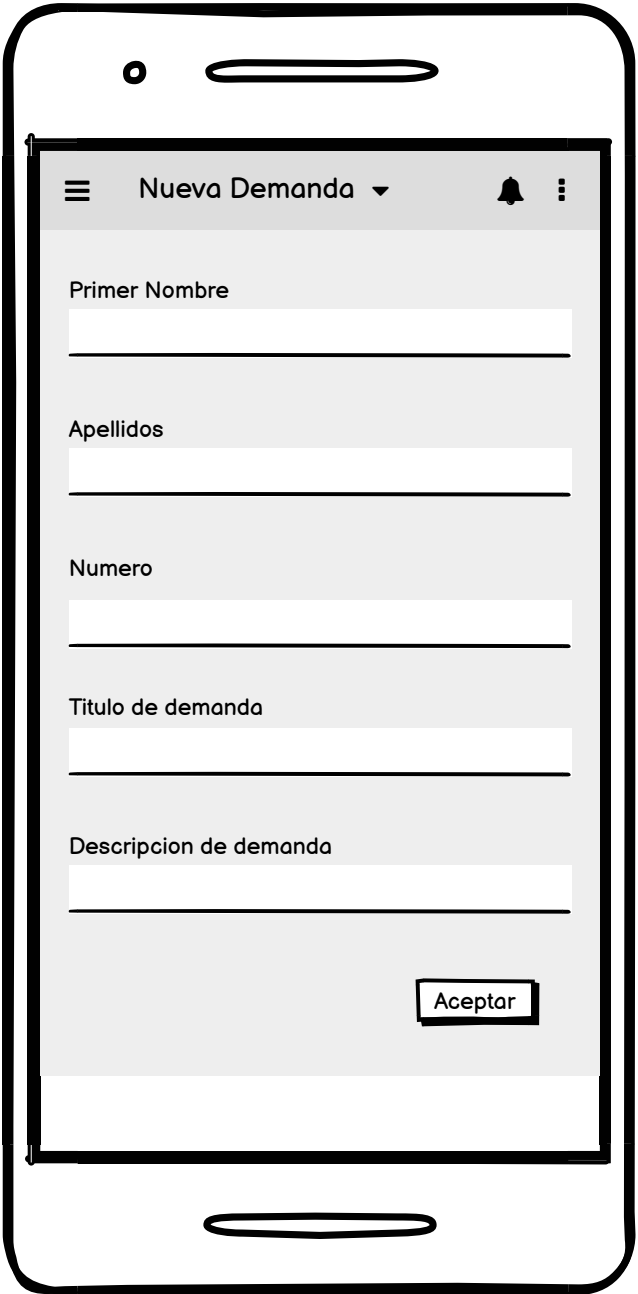 Nueva Demanda
Primer Nombre
Apellidos
Numero
Titulo de demanda
Descripcion de demanda
Aceptar